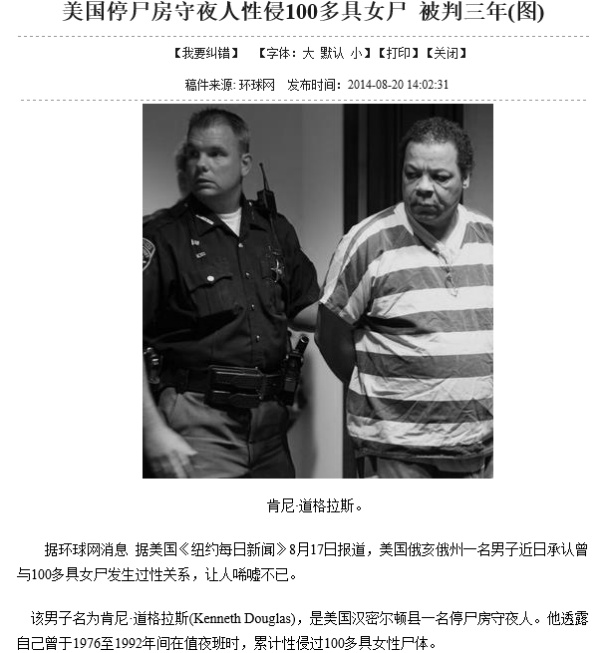 美国停尸房守夜人性侵100多具女尸 被判三年(图)
【我要纠错】 【字体：大 默认 小】【打印】【关闭】
稿件来源: 环球网 发布时间：2014-08-20 14:02:31
肯尼·道格拉斯。
据环球网消息 据美国《纽约每日新闻》8月17日报道，美国俄亥俄州一名男子近日承认曾
与100多具女尸发生过性关系，让人唏嘘不已。
该男子名为肯尼·道格拉斯(Kenneth Douglas)，是美国汉密尔顿县一名停尸房守夜人。他透露
自己曾于1976至1992年间在值夜班时，累计性侵过100多具女性尸体。